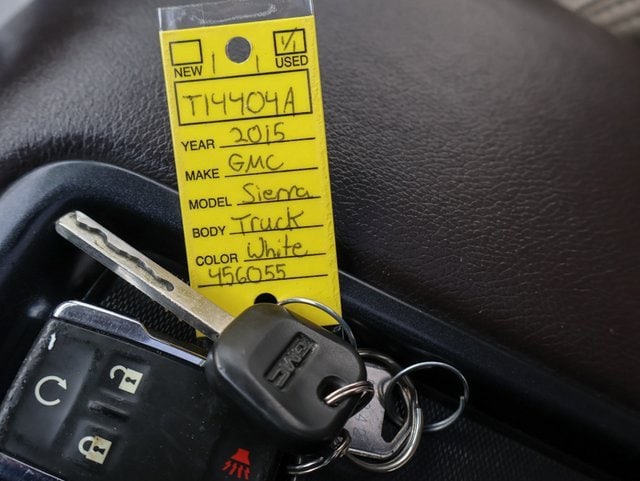 NEW USED
T14404A
YEAR 2015
MAKE GMC
MODEL Sierra
BODY Truck
COLOR White
456055
GMC